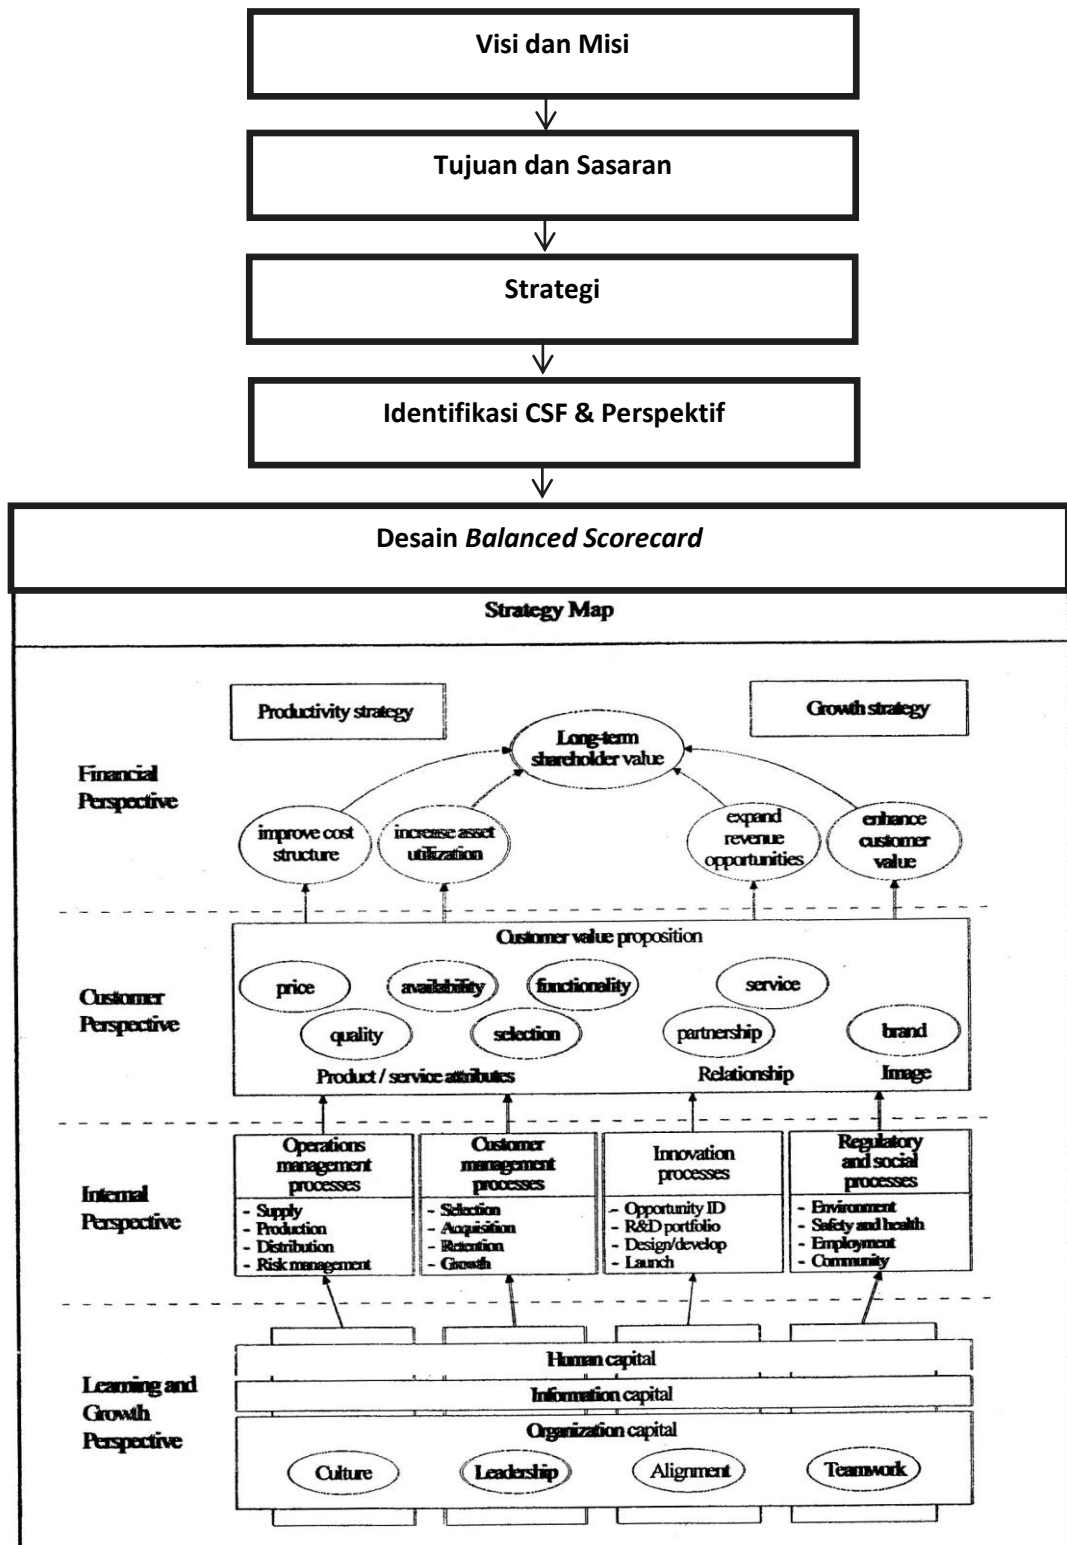 Visi dan Misi
Tujuan dan Sasaran
Strategi
Identifikasi CSF & Perspektif
Desain Balanced Scorecard
Strategy Map
Productivity strategy
Growth strategy
Long-term
shareholder value
Financial
Perspective
improve cost
structure
increase asset
utilization
expand
revenue
opportunities
enhance
customer
value
Customer value proposition
Customer
Perspective
price
availability
functionality
service
quality
selection
partnership
brand
Product / service attributes
Relationship
Image
Internal
Perspective
Operations
management
processes
- Supply
- Production
- Distribution
- Risk management
Customer
management
processes
- Selection
- Acquisition
- Retention
- Growth
Innovation
processes
- Opportunity ID
- R&D portfolio
- Design/develop
- Launch
Regulatory
and social
processes
- Environment
- Safety and health
- Employment
- Community
Learning and
Growth
Perspective
Human capital
Information capital
Organization capital
Culture
Leadership
Alignment
Teamwork